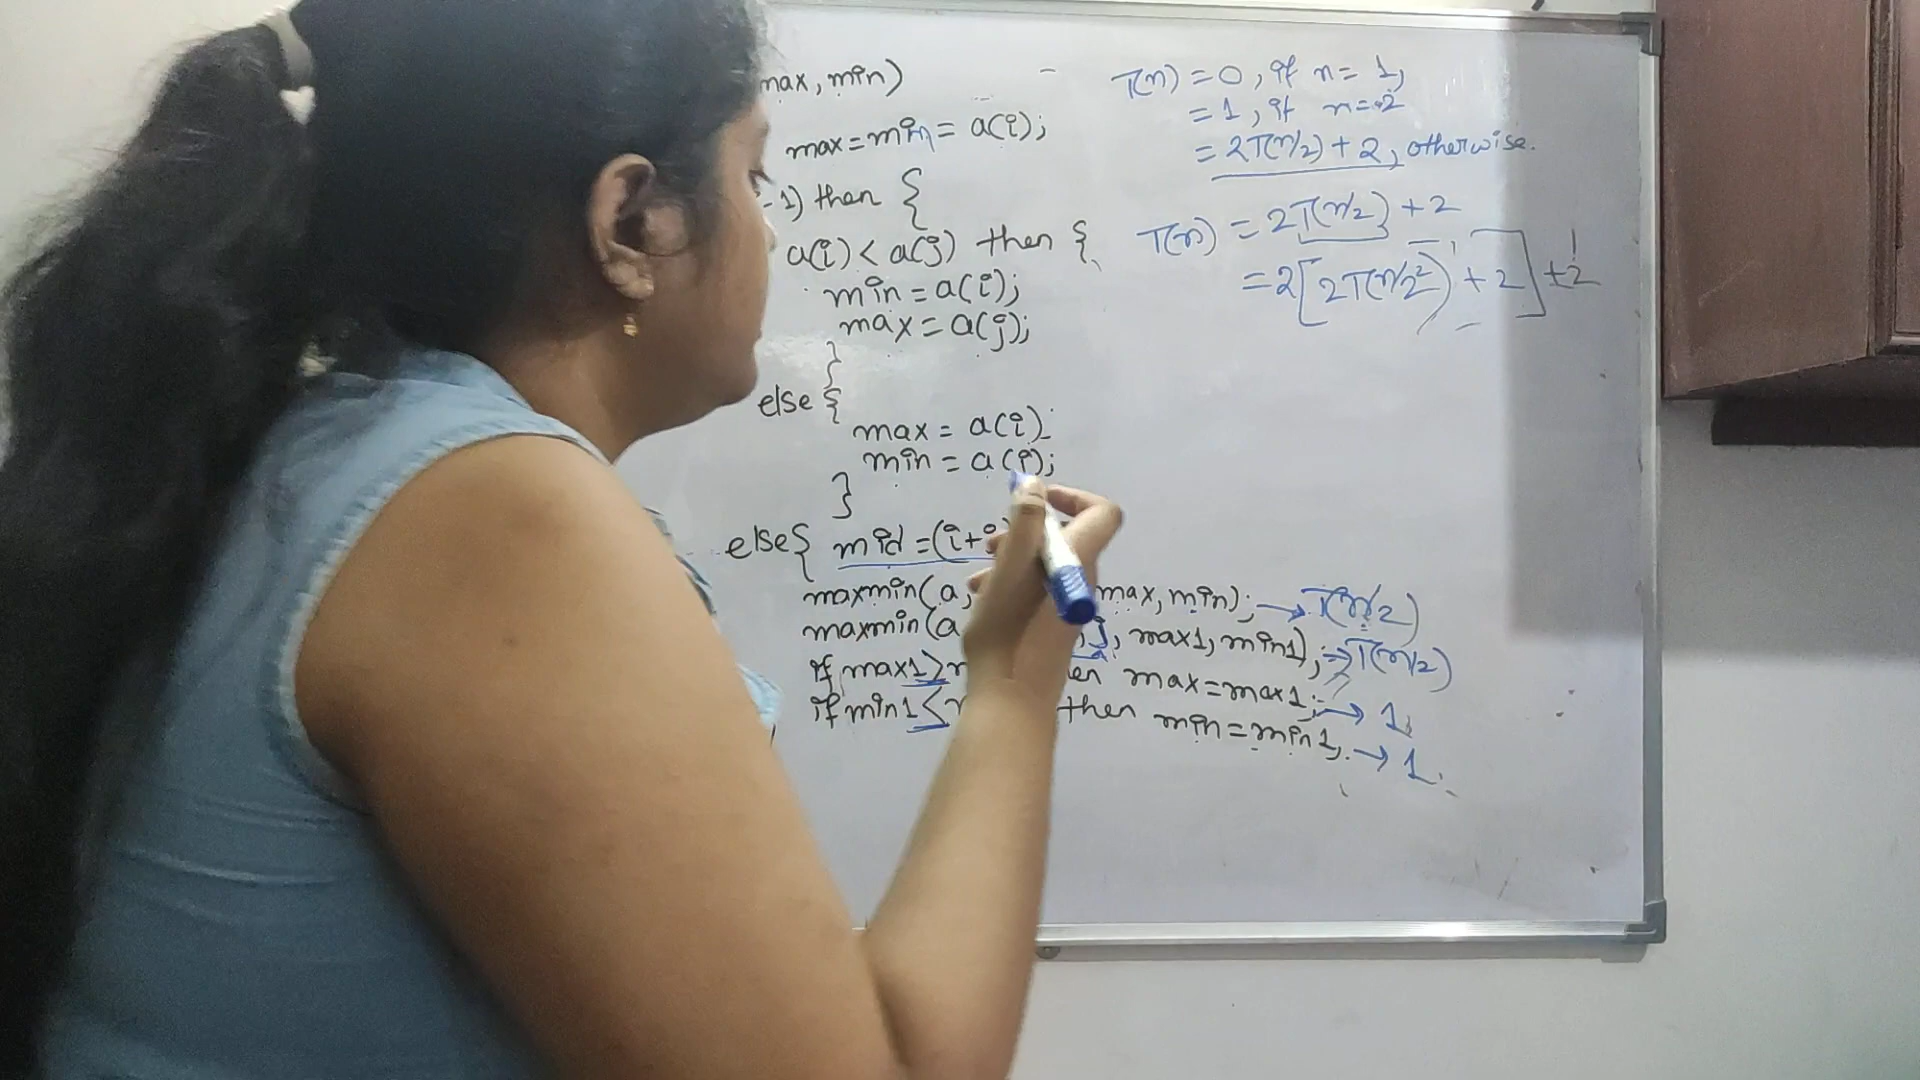 max, min)
max=min= a(i);
-1) then {
a(i) < a(j) then {
min = a(i);
max = a(j);
}
else {
max = a(i);
min = a(j);
}
else{ mid =(i+j
maxmin(a, max, min); → T(n/2)
maxmin(a j, max1, min1); → T(n/2)
if max1> max=max1; → 1
if min1< then min=min1; → 1
T(n) = 0, if n= 1,
= 1, if n=2
= 2T(n/2) + 2, otherwise.
T(n) = 2T(n/2) + 2
= 2[2T(n/2²) + 2] +2